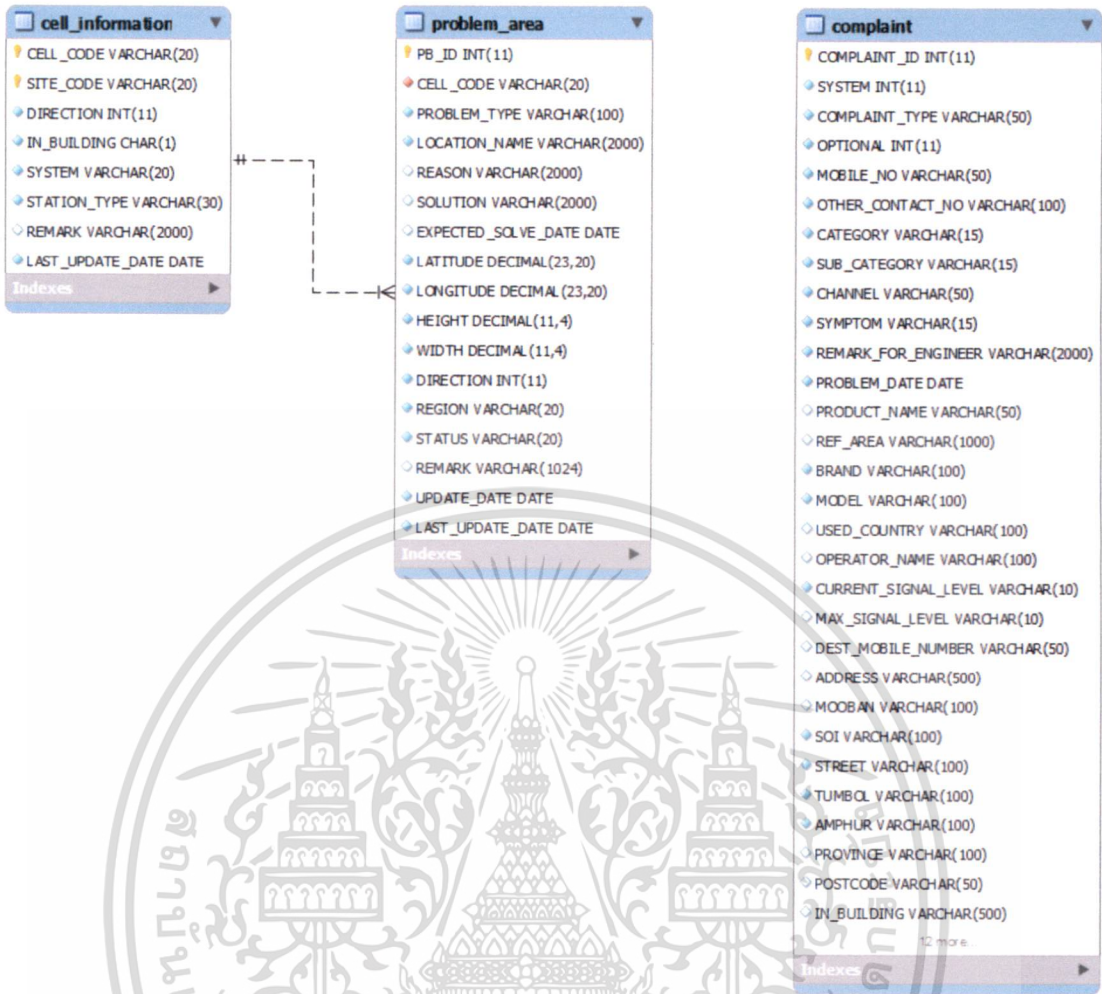 cell_information
CELL_CODE VARCHAR(20)
SITE_CODE VARCHAR(20)
DIRECTION INT(11)
IN_BUILDING CHAR(1)
SYSTEM VARCHAR(20)
STATION_TYPE VARCHAR(30)
REMARK VARCHAR(2000)
LAST_UPDATE_DATE DATE
Indexes
problem_area
PB_ID INT(11)
CELL_CODE VARCHAR(20)
PROBLEM_TYPE VARCHAR(100)
LOCATION_NAME VARCHAR(2000)
REASON VARCHAR(2000)
SOLUTION VARCHAR(2000)
EXPECTED_SOLVE_DATE DATE
LATITUDE DECIMAL(23,20)
LONGITUDE DECIMAL(23,20)
HEIGHT DECIMAL(11,4)
WIDTH DECIMAL(11,4)
DIRECTION INT(11)
REGION VARCHAR(20)
STATUS VARCHAR(20)
REMARK VARCHAR(1024)
UPDATE_DATE DATE
LAST_UPDATE_DATE DATE
Indexes
complaint
COMPLAINT_ID INT(11)
SYSTEM INT(11)
COMPLAINT_TYPE VARCHAR(50)
OPTIONAL INT(11)
MOBILE_NO VARCHAR(50)
OTHER_CONTACT_NO VARCHAR(100)
CATEGORY VARCHAR(15)
SUB_CATEGORY VARCHAR(15)
CHANNEL VARCHAR(50)
SYMPTOM VARCHAR(15)
REMARK_FOR_ENGINEER VARCHAR(2000)
PROBLEM_DATE DATE
PRODUCT_NAME VARCHAR(50)
REF_AREA VARCHAR(1000)
BRAND VARCHAR(100)
MODEL VARCHAR(100)
USED_COUNTRY VARCHAR(100)
OPERATOR_NAME VARCHAR(100)
CURRENT_SIGNAL_LEVEL VARCHAR(10)
MAX_SIGNAL_LEVEL VARCHAR(10)
DEST_MOBILE_NUMBER VARCHAR(50)
ADDRESS VARCHAR(500)
MOOBAN VARCHAR(100)
SOI VARCHAR(100)
STREET VARCHAR(100)
TUMBOL VARCHAR(100)
AMPHUR VARCHAR(100)
PROVINCE VARCHAR(100)
POSTCODE VARCHAR(50)
IN_BUILDING VARCHAR(500)
12 more...
Indexes